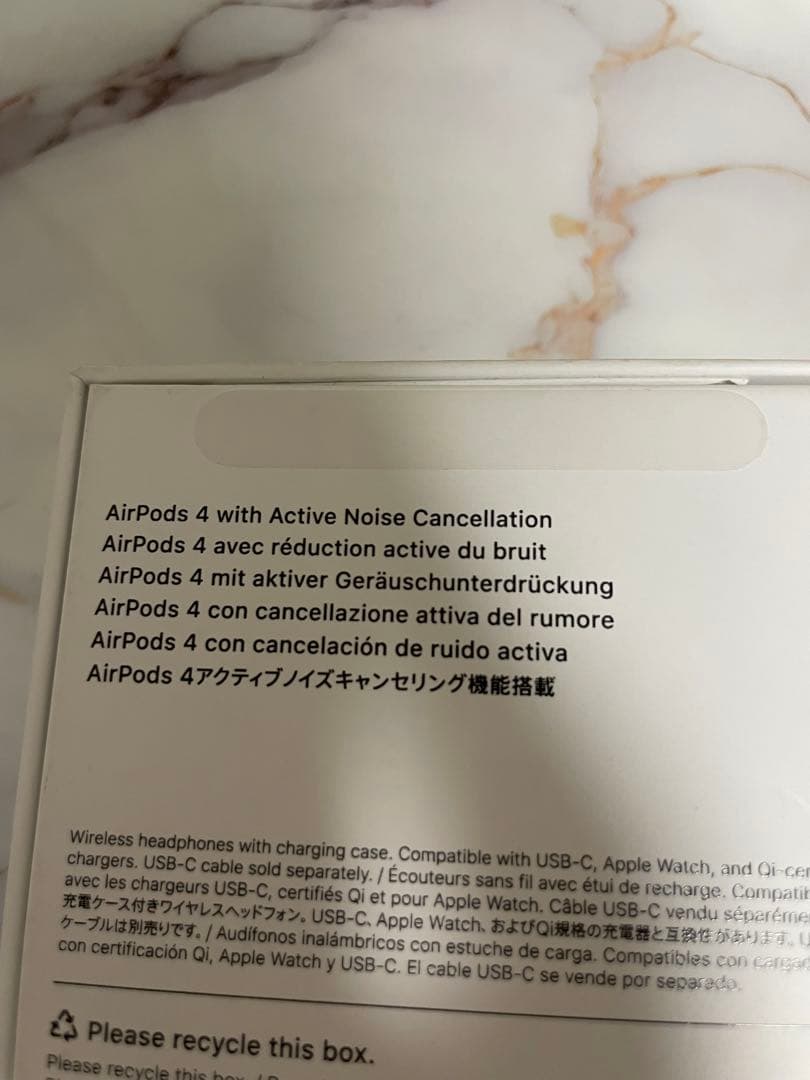 AirPods 4 with Active Noise Cancellation
AirPods 4 avec réduction active du bruit
AirPods 4 mit aktiver Geräuschunterdrückung
AirPods 4 con cancellazione attiva del rumore
AirPods 4 con cancelación de ruido activa
AirPods 4アクティブノイズキャンセリング機能搭載
Wireless headphones with charging case. Compatible with USB-C, Apple Watch, and Qi-cer
chargers. USB-C cable sold separately. / Écouteurs sans fil avec étui de recharge. Compatib
avec les chargeurs USB-C, certifiés Qi et pour Apple Watch. Câble USB-C vendu séparéme
充電ケース付きワイヤレスヘッドフォン。USB-C、Apple Watch、およびQi規格の充電器と互換性があります。U
ケーブルは別売りです。/ Audífonos inalámbricos con estuche de carga. Compatibles con cargad
con certificación Qi, Apple Watch y USB-C. El cable USB-C se vende por separado.
Please recycle this box.
Please recycle this box. /